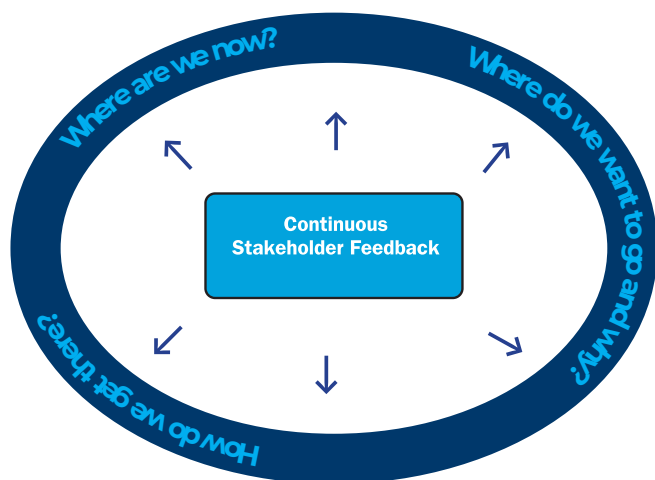 Where are we now?
Where do we want to go and why?
How do we get there?
Continuous
Stakeholder Feedback